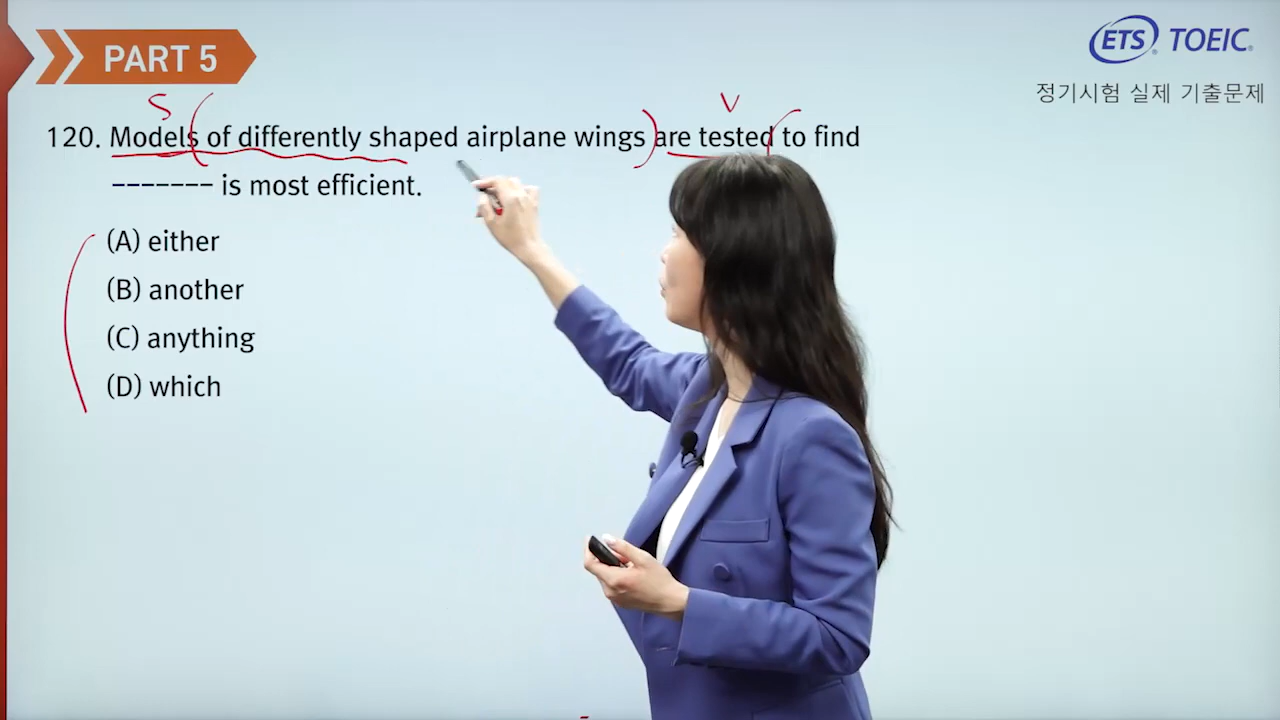 PART 5
ETS TOEIC
정기시험 실제 기출문제
S
V
120. Models of differently shaped airplane wings are tested to find
------- is most efficient.
(A) either
(B) another
(C) anything
(D) which